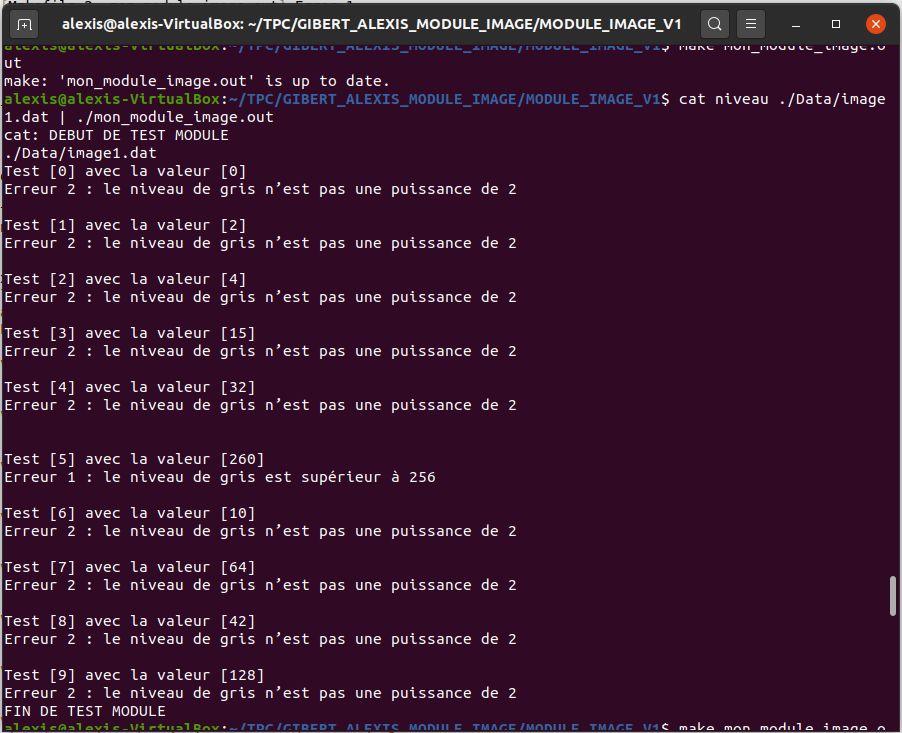 alexis@alexis-VirtualBox: ~/TPC/GIBERT_ALEXIS_MODULE_IMAGE/MODULE_IMAGE_V1
alexis@alexis-VirtualBox:~/TPC/GIBERT_ALEXIS_MODULE_IMAGE/MODULE_IMAGE_V1$ make mon_module_image.o
ut
make: 'mon_module_image.out' is up to date.
alexis@alexis-VirtualBox:~/TPC/GIBERT_ALEXIS_MODULE_IMAGE/MODULE_IMAGE_V1$ cat niveau ./Data/image
1.dat | ./mon_module_image.out
cat: DEBUT DE TEST MODULE
./Data/image1.dat
Test [0] avec la valeur [0]
Erreur 2 : le niveau de gris n’est pas une puissance de 2
Test [1] avec la valeur [2]
Erreur 2 : le niveau de gris n’est pas une puissance de 2
Test [2] avec la valeur [4]
Erreur 2 : le niveau de gris n’est pas une puissance de 2
Test [3] avec la valeur [15]
Erreur 2 : le niveau de gris n’est pas une puissance de 2
Test [4] avec la valeur [32]
Erreur 2 : le niveau de gris n’est pas une puissance de 2
Test [5] avec la valeur [260]
Erreur 1 : le niveau de gris est supérieur à 256
Test [6] avec la valeur [10]
Erreur 2 : le niveau de gris n’est pas une puissance de 2
Test [7] avec la valeur [64]
Erreur 2 : le niveau de gris n’est pas une puissance de 2
Test [8] avec la valeur [42]
Erreur 2 : le niveau de gris n’est pas une puissance de 2
Test [9] avec la valeur [128]
Erreur 2 : le niveau de gris n’est pas une puissance de 2
FIN DE TEST MODULE
alexis@alexis-VirtualBox:~/TPC/GIBERT_ALEXIS_MODULE_IMAGE/MODULE_IMAGE_V1$ make mon_module_image.o